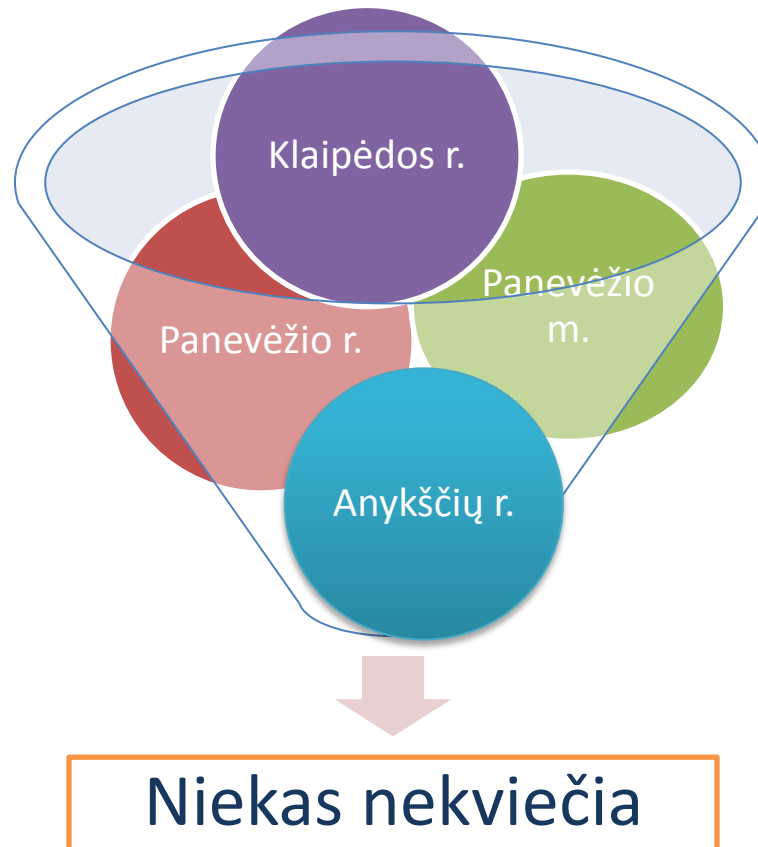 Klaipėdos r.
Panevėžio
m.
Panevėžio r.
Anykščių r.
Niekas nekviečia